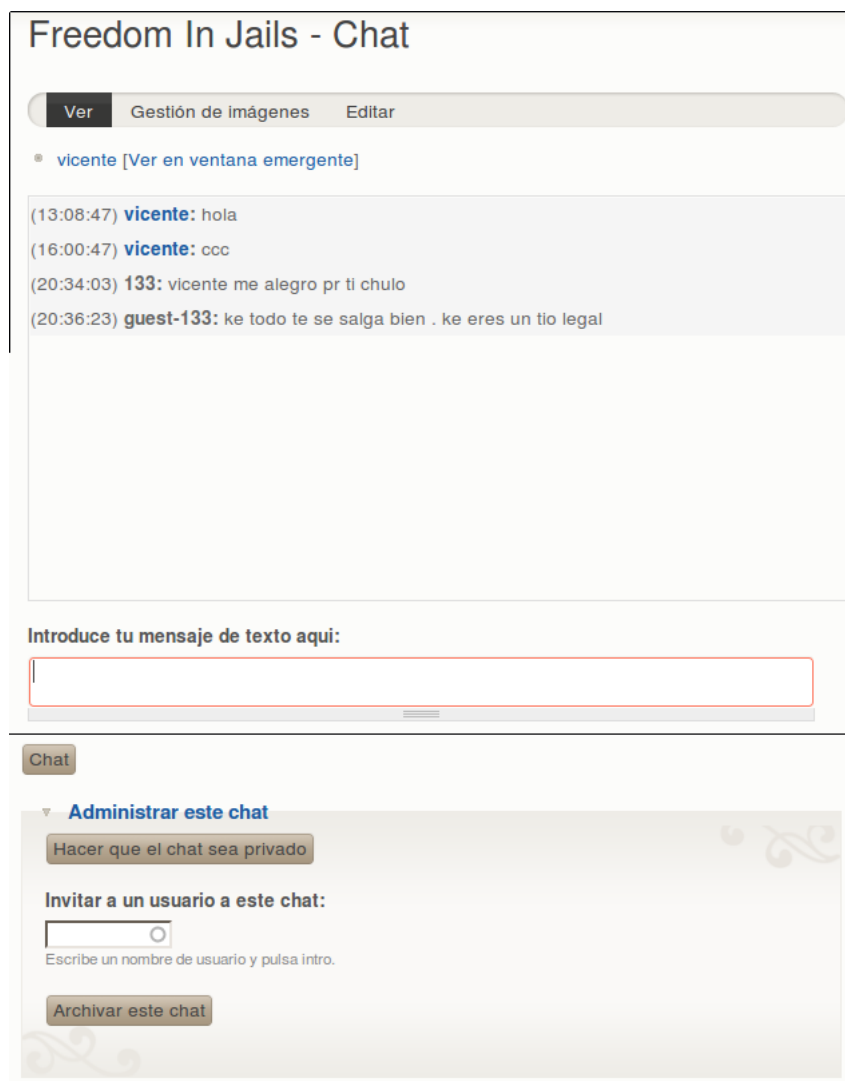 Freedom In Jails - Chat
Ver Gestión de imágenes Editar
vicente [Ver en ventana emergente]
(13:08:47) vicente: hola
(16:00:47) vicente: ccc
(20:34:03) 133: vicente me alegro pr ti chulo
(20:36:23) guest-133: ke todo te se salga bien . ke eres un tio legal
Introduce tu mensaje de texto aqui:
Chat
Administrar este chat
Hacer que el chat sea privado
Invitar a un usuario a este chat:
Escribe un nombre de usuario y pulsa intro.
Archivar este chat